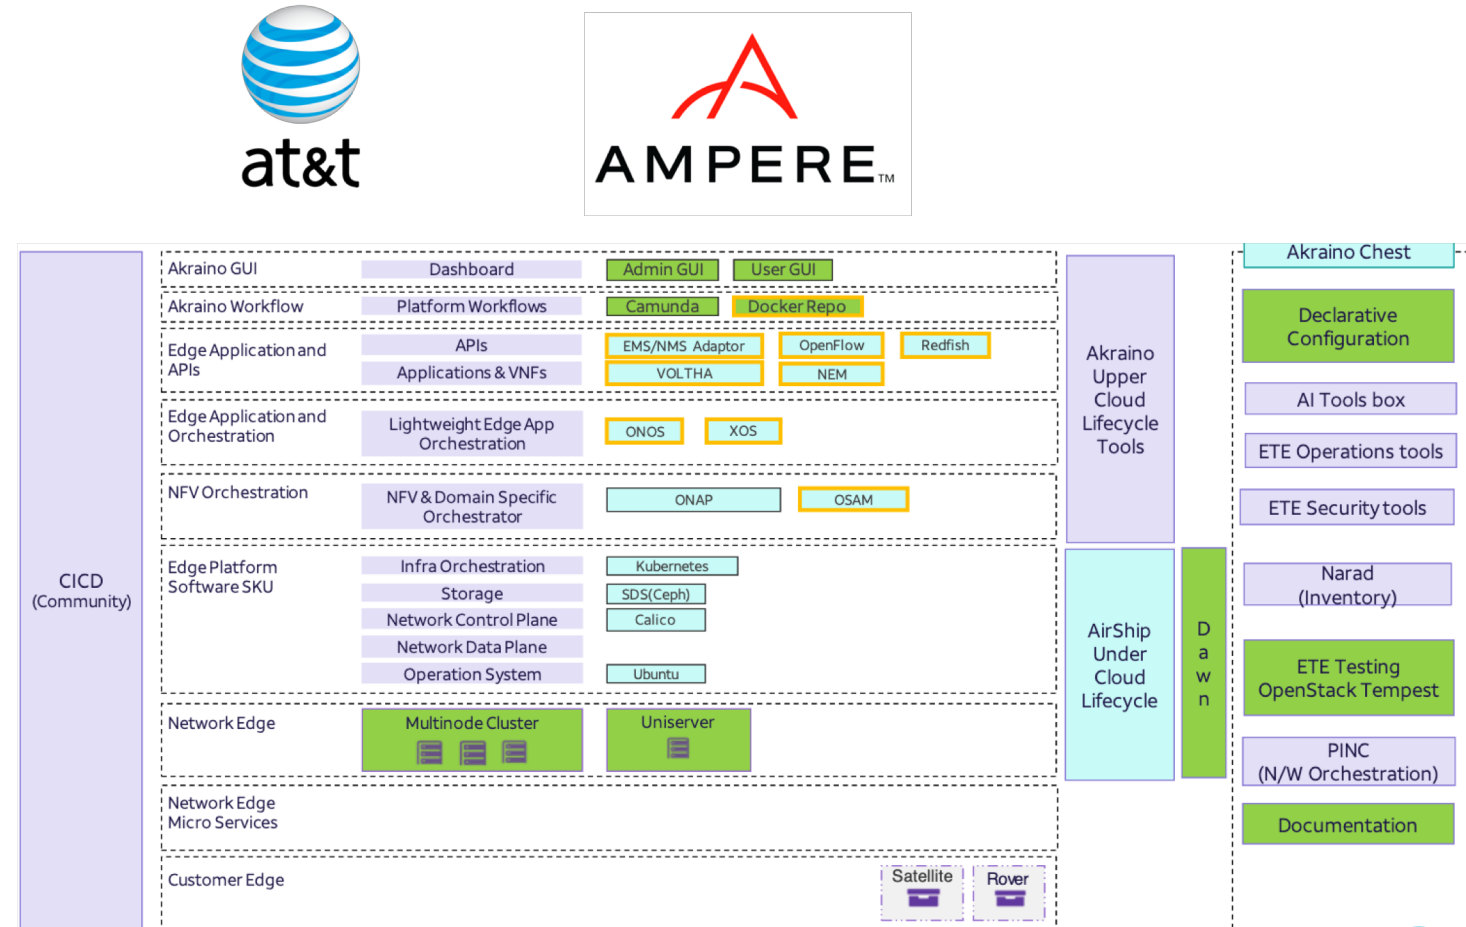 at&t
AMPERE™
CICD
(Community)
Akraino GUI
Dashboard
Admin GUI
User GUI
Akraino Workflow
Platform Workflows
Camunda
Docker Repo
Edge Application and
APIs
APIs
EMS/NMS Adaptor
OpenFlow
Redfish
Applications & VNFs
VOLTHA
NEM
Edge Application and
Orchestration
Lightweight Edge App
Orchestration
ONOS
XOS
NFV Orchestration
NFV & Domain Specific
Orchestrator
ONAP
OSAM
Edge Platform
Software SKU
Infra Orchestration
Kubernetes
Storage
SDS(Ceph)
Network Control Plane
Calico
Network Data Plane
Operation System
Ubuntu
Network Edge
Multinode Cluster
Uniserver
Network Edge
Micro Services
Customer Edge
Satellite
Rover
Akraino
Upper
Cloud
Lifecycle
Tools
AirShip
Under
Cloud
Lifecycle
D
a
w
n
Akraino Chest
Declarative
Configuration
AI Tools box
ETE Operations tools
ETE Security tools
Narad
(Inventory)
ETE Testing
OpenStack Tempest
PINC
(N/W Orchestration)
Documentation